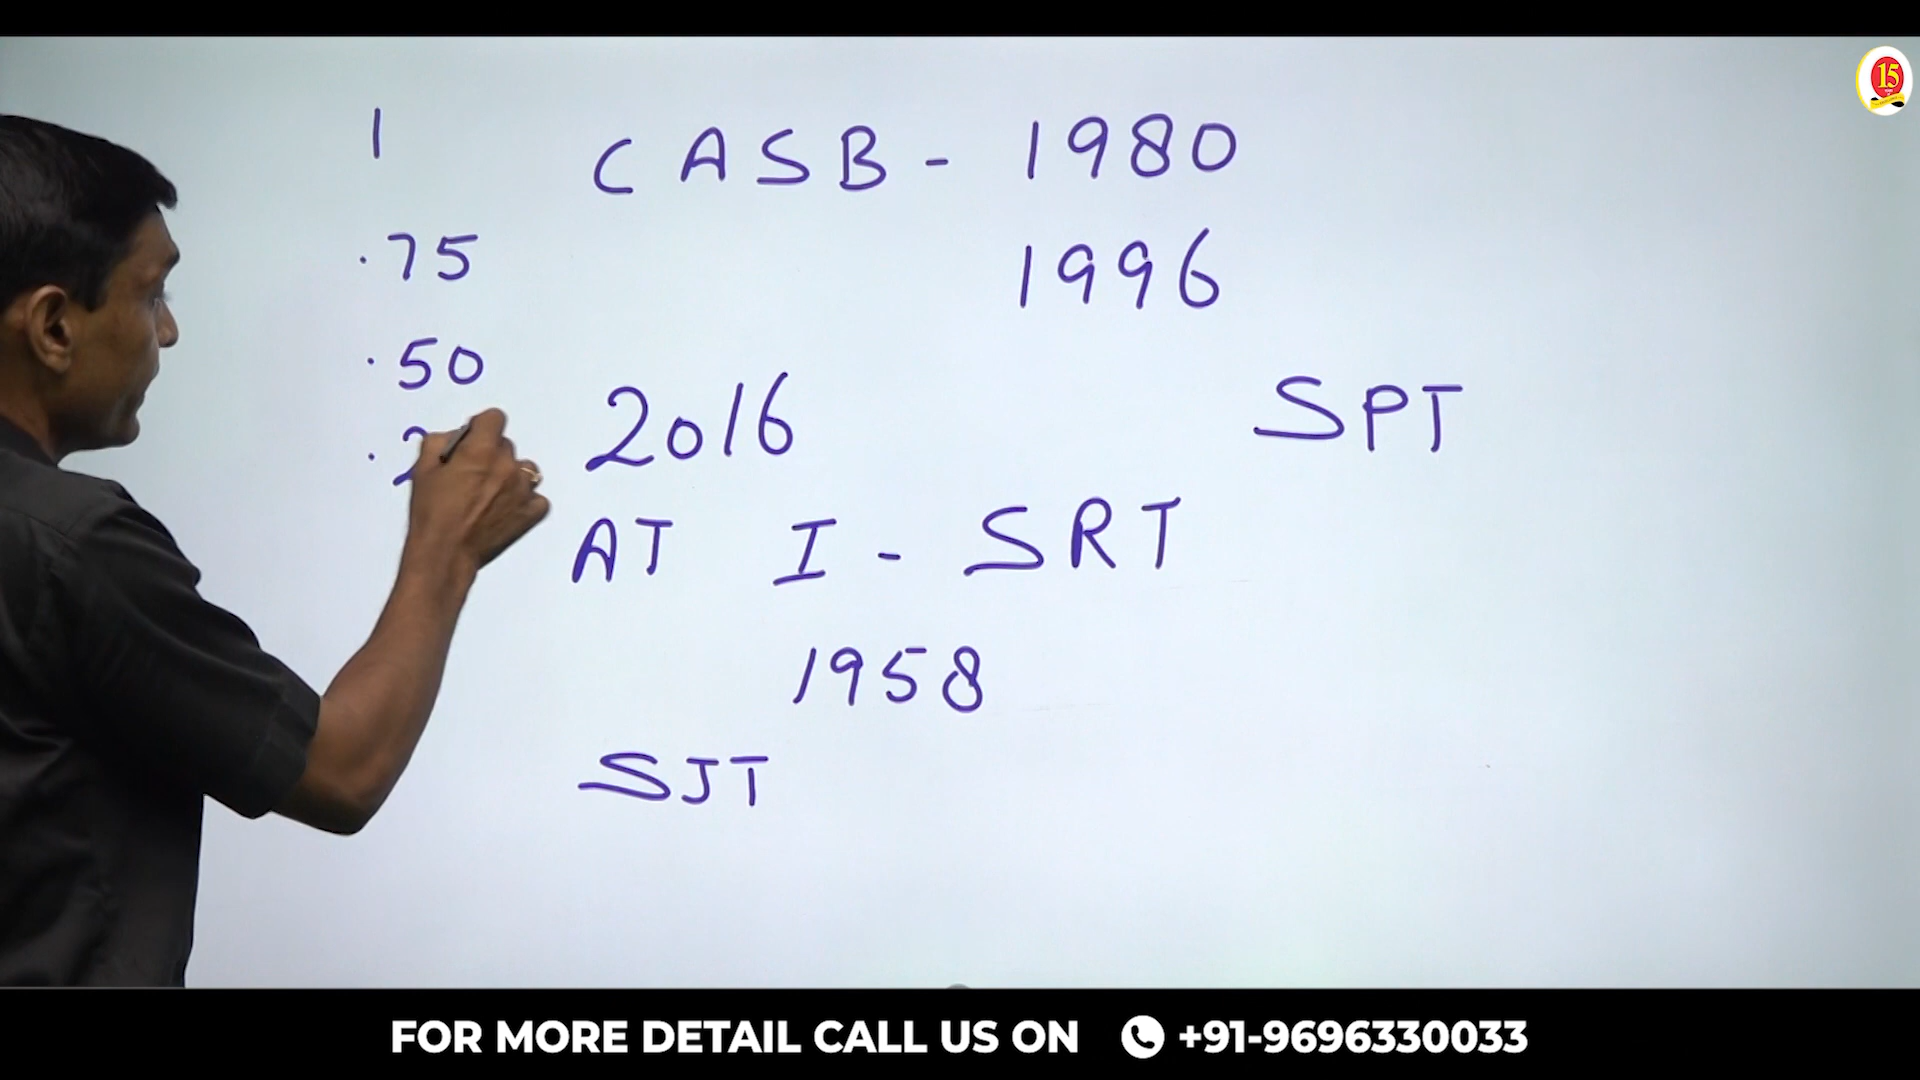 1
CASB - 1980
.75
1996
.50
2016
SPT
AT I - SRT
1958
SJT
15
FOR MORE DETAIL CALL US ON +91-9696330033